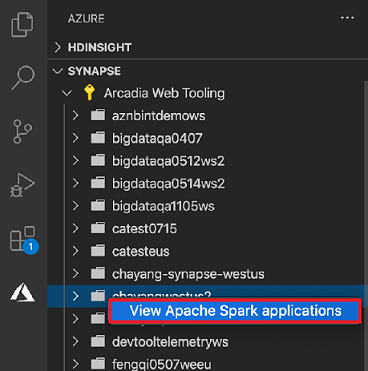 AZURE
...
HDINSIGHT
SYNAPSE
Arcadia Web Tooling
aznbintdemows
bigdataqa0407
bigdataqa0512ws2
bigdataqa0514ws2
bigdataqa1105ws
catest0715
catesteus
chayang-synapse-westus
chayangwestus2
View Apache Spark applications
devtooltelemetryws
fengqi0507weeu
1